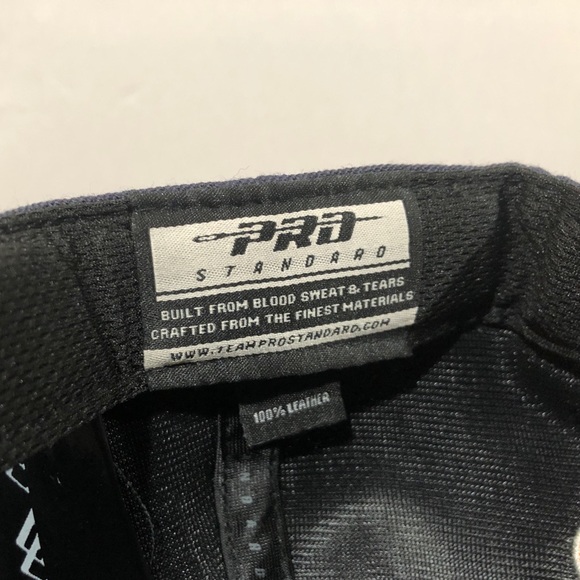 PRO
STANDARD
BUILT FROM BLOOD SWEAT & TEARS
CRAFTED FROM THE FINEST MATERIALS
WWW.TEAMPROSTANDARD.COM
100% LEATHER